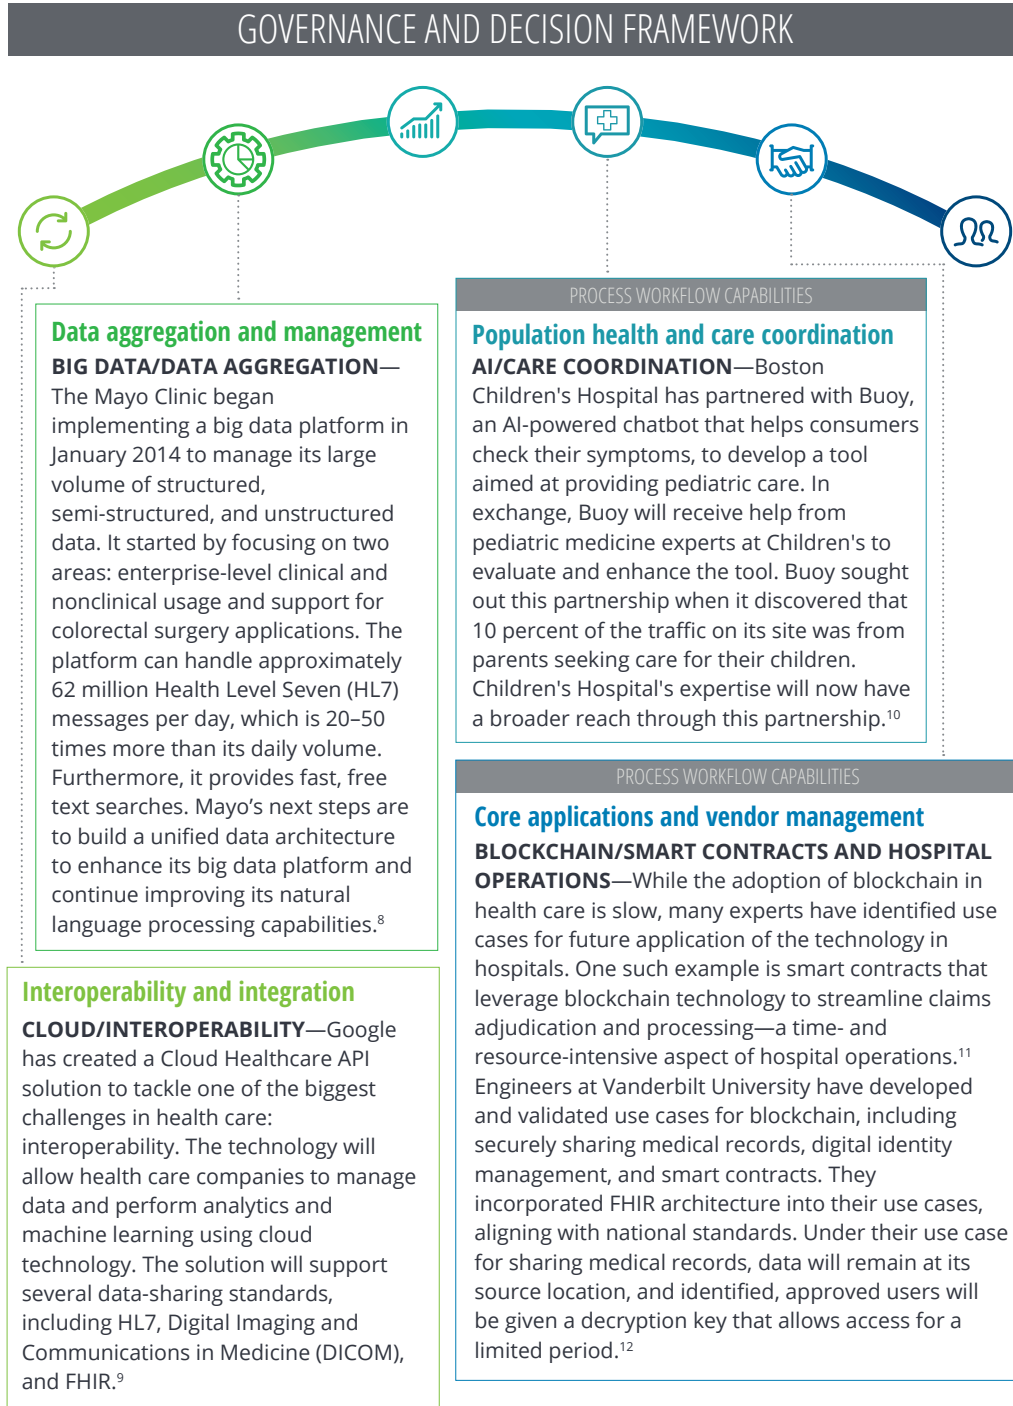 GOVERNANCE AND DECISION FRAMEWORK
Data aggregation and management
BIG DATA/DATA AGGREGATION—
The Mayo Clinic began
implementing a big data platform in
January 2014 to manage its large
volume of structured,
semi-structured, and unstructured
data. It started by focusing on two
areas: enterprise-level clinical and
nonclinical usage and support for
colorectal surgery applications. The
platform can handle approximately
62 million Health Level Seven (HL7)
messages per day, which is 20–50
times more than its daily volume.
Furthermore, it provides fast, free
text searches. Mayo’s next steps are
to build a unified data architecture
to enhance its big data platform and
continue improving its natural
language processing capabilities.8
Interoperability and integration
CLOUD/INTEROPERABILITY—Google
has created a Cloud Healthcare API
solution to tackle one of the biggest
challenges in health care:
interoperability. The technology will
allow health care companies to manage
data and perform analytics and
machine learning using cloud
technology. The solution will support
several data-sharing standards,
including HL7, Digital Imaging and
Communications in Medicine (DICOM),
and FHIR.9
PROCESS WORKFLOW CAPABILITIES
Population health and care coordination
AI/CARE COORDINATION—Boston
Children's Hospital has partnered with Buoy,
an AI-powered chatbot that helps consumers
check their symptoms, to develop a tool
aimed at providing pediatric care. In
exchange, Buoy will receive help from
pediatric medicine experts at Children's to
evaluate and enhance the tool. Buoy sought
out this partnership when it discovered that
10 percent of the traffic on its site was from
parents seeking care for their children.
Children's Hospital's expertise will now have
a broader reach through this partnership.10
PROCESS WORKFLOW CAPABILITIES
Core applications and vendor management
BLOCKCHAIN/SMART CONTRACTS AND HOSPITAL
OPERATIONS—While the adoption of blockchain in
health care is slow, many experts have identified use
cases for future application of the technology in
hospitals. One such example is smart contracts that
leverage blockchain technology to streamline claims
adjudication and processing—a time- and
resource-intensive aspect of hospital operations.11
Engineers at Vanderbilt University have developed
and validated use cases for blockchain, including
securely sharing medical records, digital identity
management, and smart contracts. They
incorporated FHIR architecture into their use cases,
aligning with national standards. Under their use case
for sharing medical records, data will remain at its
source location, and identified, approved users will
be given a decryption key that allows access for a
limited period.12